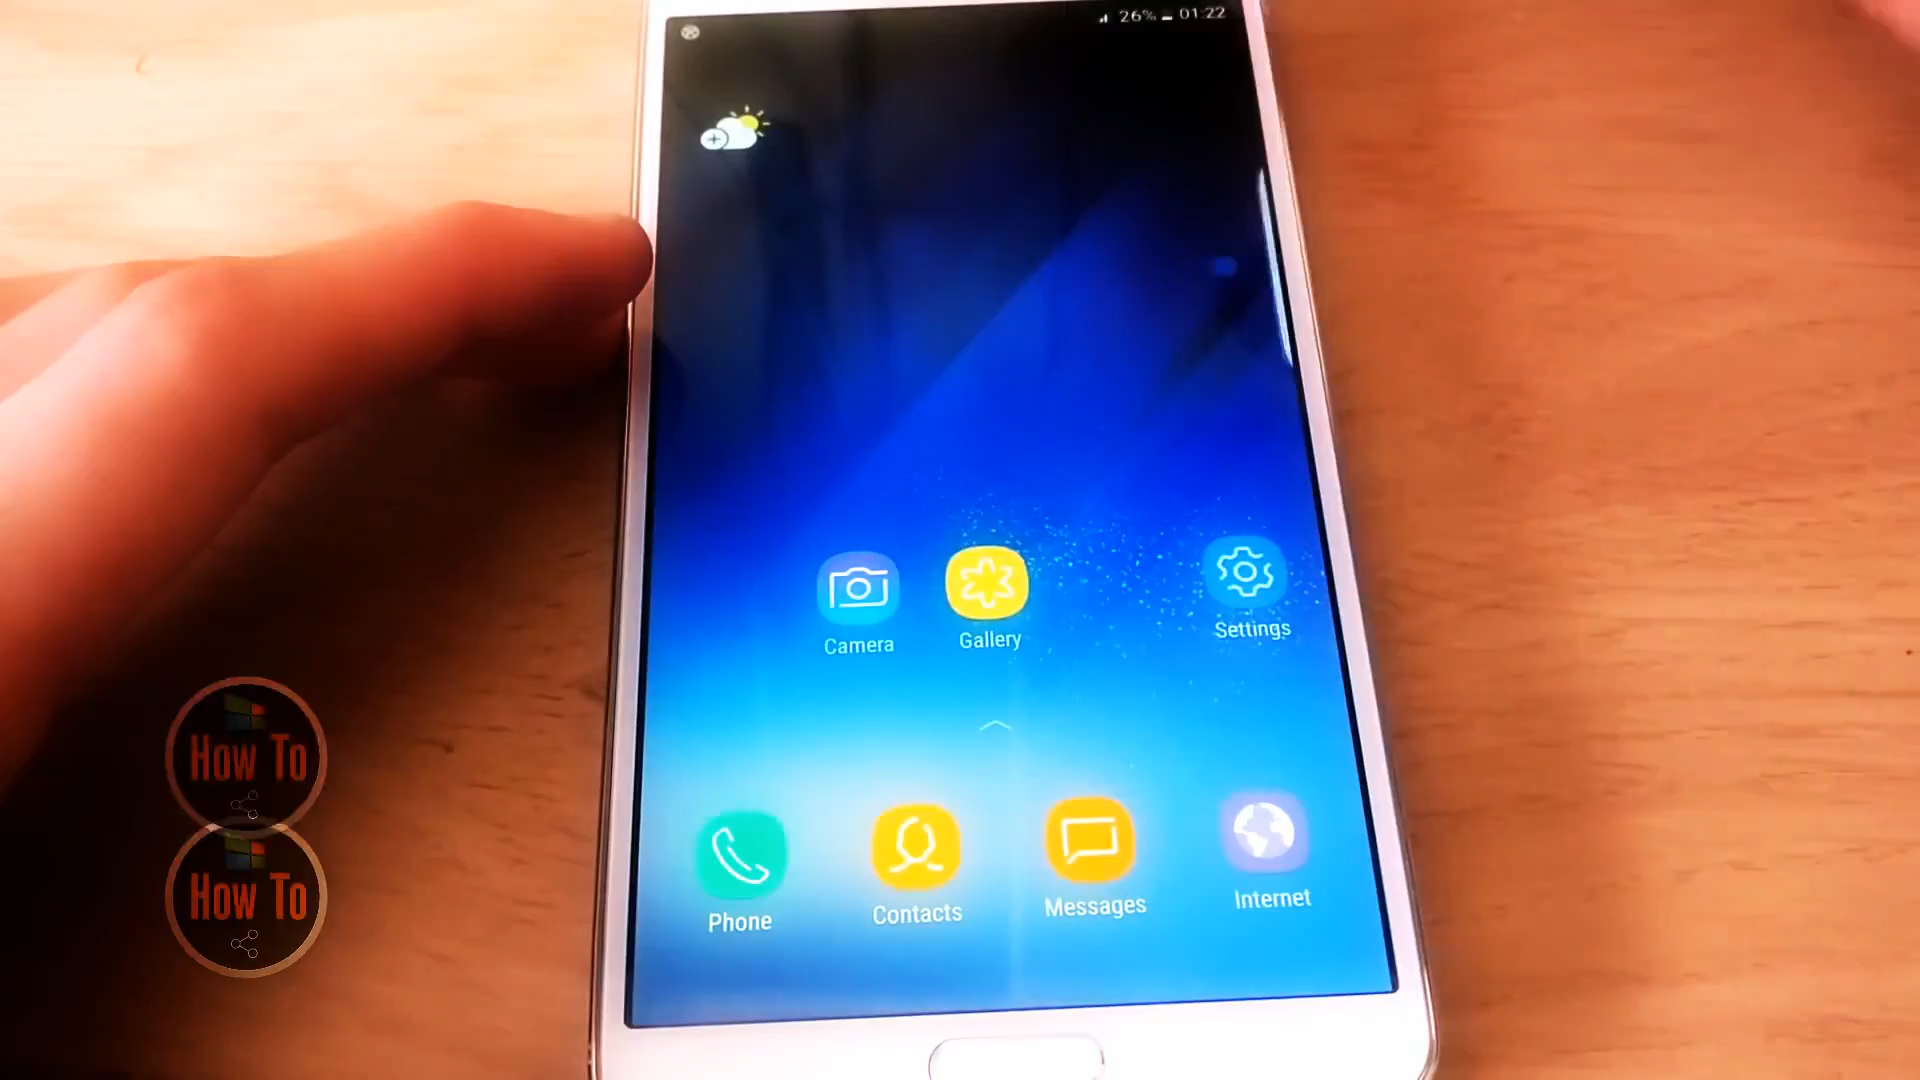 26% 01:22
Camera
Gallery
Settings
Phone
Contacts
Messages
Internet
How To
How To